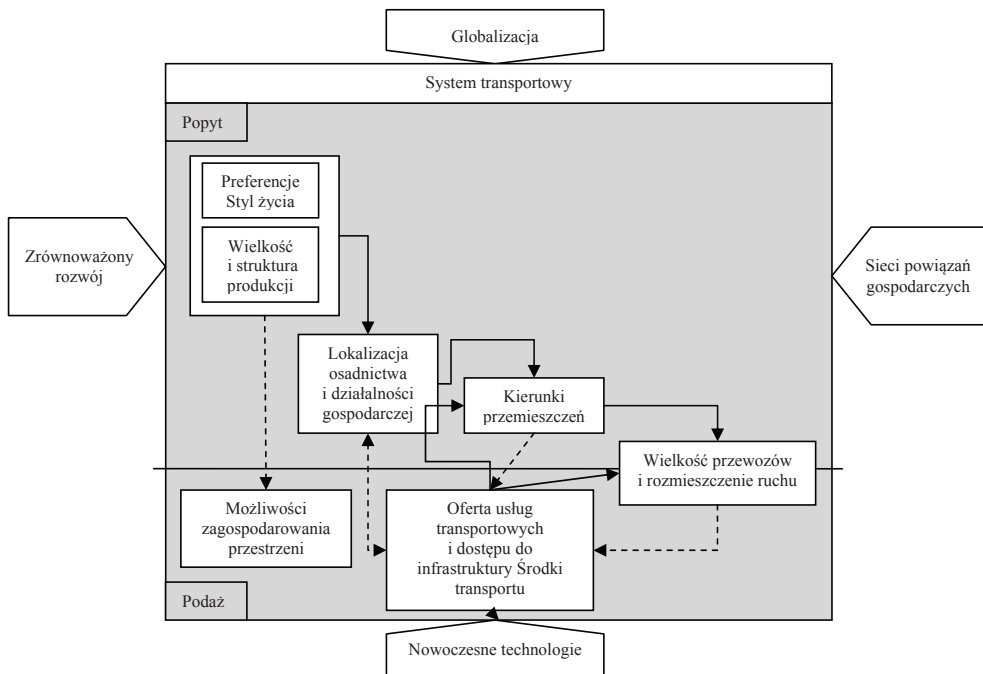 Globalizacja
System transportowy
Popyt
Preferencje
Styl życia
Wielkość
i struktura
produkcji
Zrównoważony
rozwój
Sieci powiązań
gospodarczych
Lokalizacja
osadnictwa
i działalności
gospodarczej
Kierunki
przemieszczeń
Wielkość przewozów
i rozmieszczenie ruchu
Możliwości
zagospodarowania
przestrzeni
Oferta usług
transportowych
i dostępu do
infrastruktury Środki
transportu
Podaż
Nowoczesne technologie